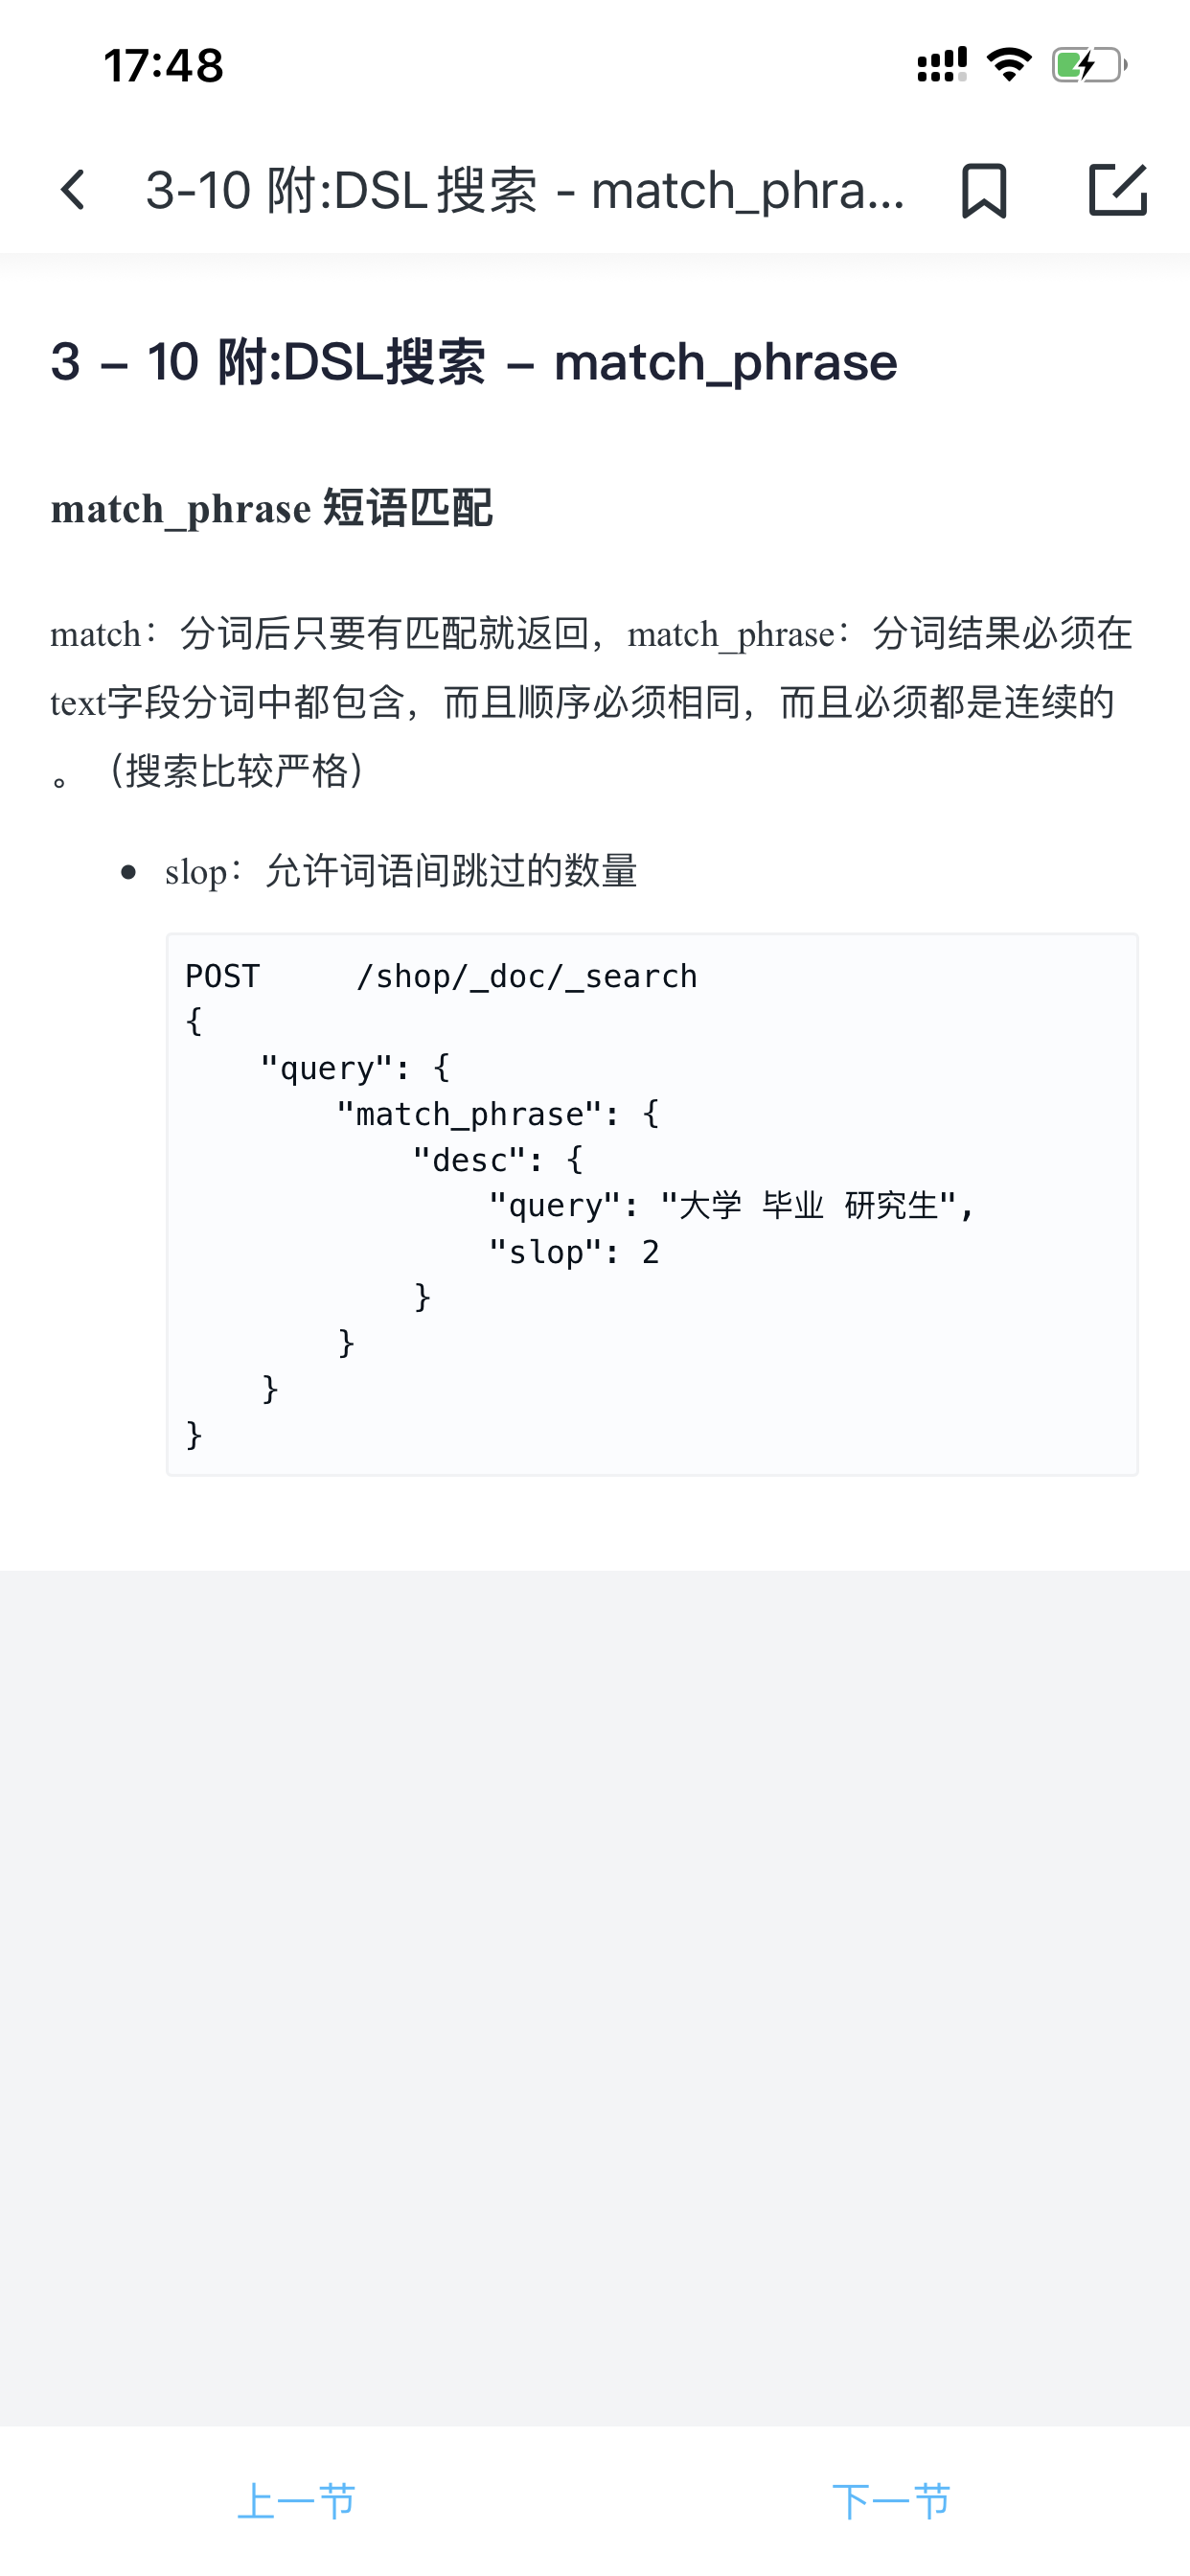 17:48
3-10 附:DSL搜索 - match_phra...
3 – 10 附:DSL搜索 – match_phrase
match_phrase 短语匹配
match：分词后只要有匹配就返回，match_phrase：分词结果必须在
text字段分词中都包含，而且顺序必须相同，而且必须都是连续的
。（搜索比较严格）
• slop：允许词语间跳过的数量
POST     /shop/_doc/_search
{
    "query": {
        "match_phrase": {
            "desc": {
                "query": "大学 毕业 研究生",
                "slop": 2
            }
        }
    }
}
上一节
下一节